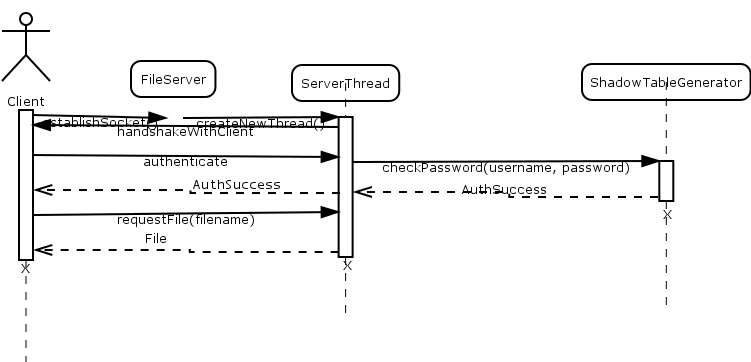 FileServer
ServerThread
ShadowTableGenerator
Client
establishSocket()
createNewThread()
handshakeWithClient
authenticate
checkPassword(username, password)
AuthSuccess
AuthSuccess
requestFile(filename)
File
X
X
X